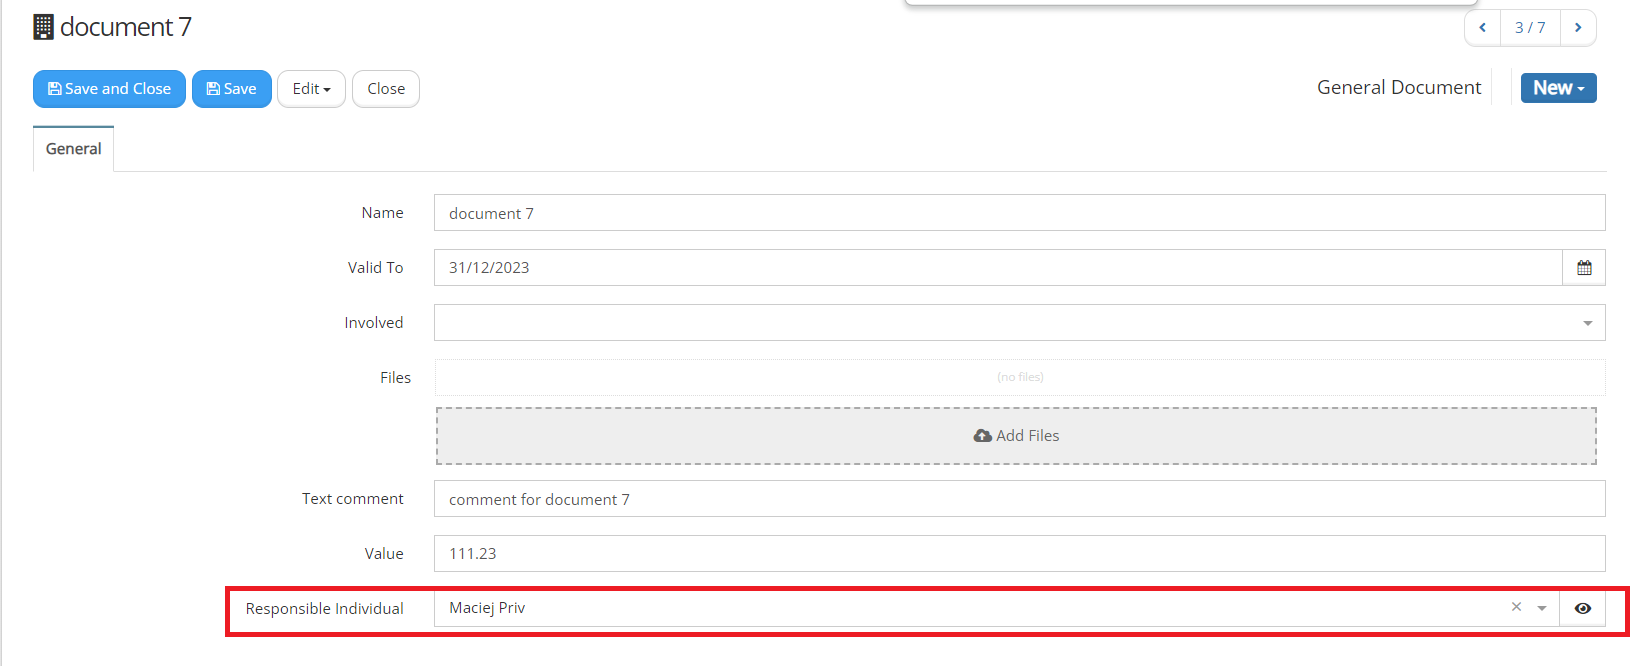 document 7
3 / 7
Save and Close Save Edit Close
General Document New
General
Name document 7
Valid To 31/12/2023
Involved
Files (no files)
Add Files
Text comment comment for document 7
Value 111.23
Responsible Individual Maciej Priv